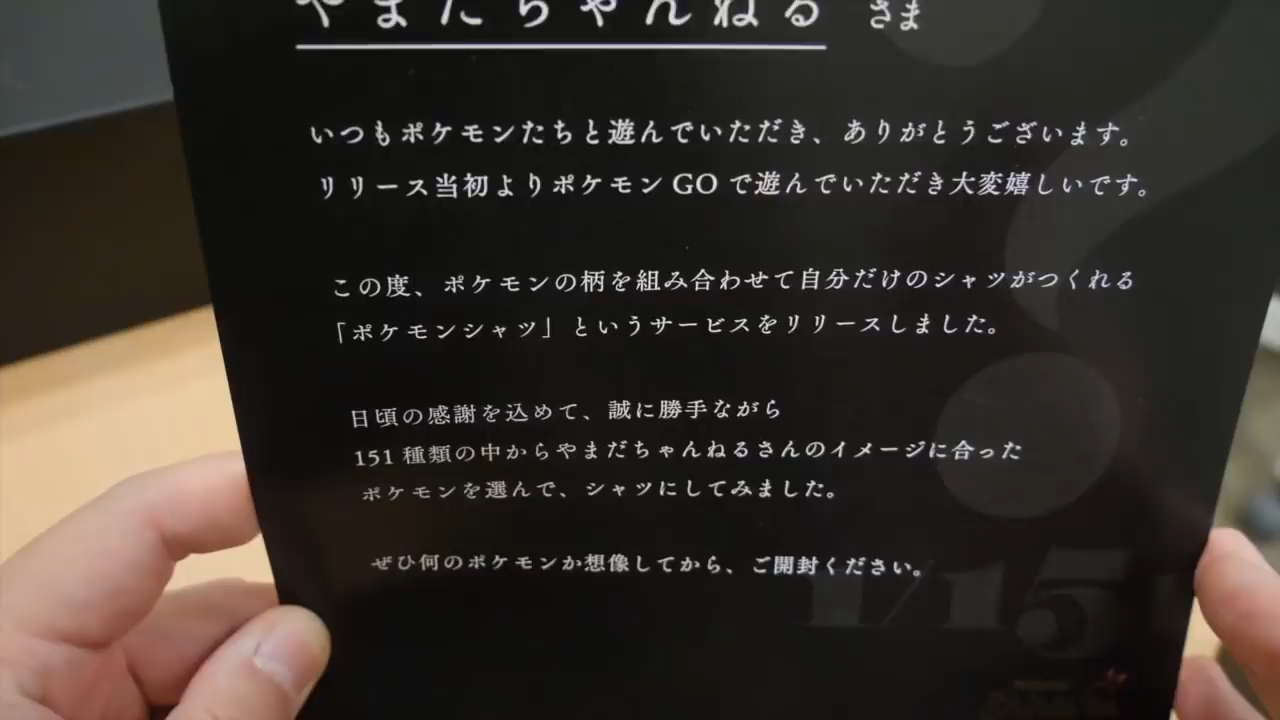 やまだちゃんねる さま
いつもポケモンたちと遊んでいただき、ありがとうございます。
リリース当初よりポケモンGOで遊んでいただき大変嬉しいです。
この度、ポケモンの柄を組み合わせて自分だけのシャツがつくれる
「ポケモンシャツ」というサービスをリリースしました。
日頃の感謝を込めて、誠に勝手ながら
151種類の中からやまだちゃんねるさんのイメージに合った
ポケモンを選んで、シャツにしてみました。
ぜひ何のポケモンか想像してから、ご開封ください。
1/15